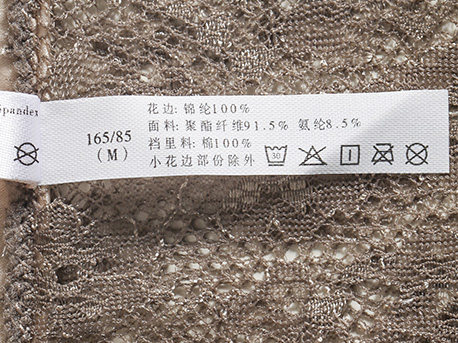 Spandex
165/85
(M)
花边: 锦纶100%
面料: 聚酯纤维91.5% 氨纶8.5%
裆里料: 棉100%
小花边部份除外
30